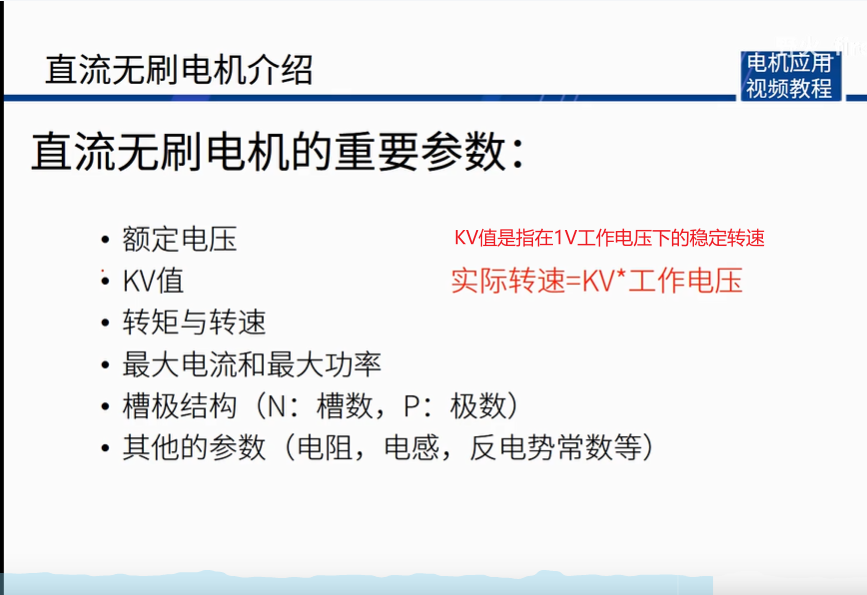 直流无刷电机介绍
电机应用
视频教程
直流无刷电机的重要参数：
• 额定电压
KV值是指在1V工作电压下的稳定转速
• KV值
实际转速=KV*工作电压
• 转矩与转速
• 最大电流和最大功率
• 槽极结构（N：槽数，P：极数）
• 其他的参数（电阻，电感，反电势常数等）